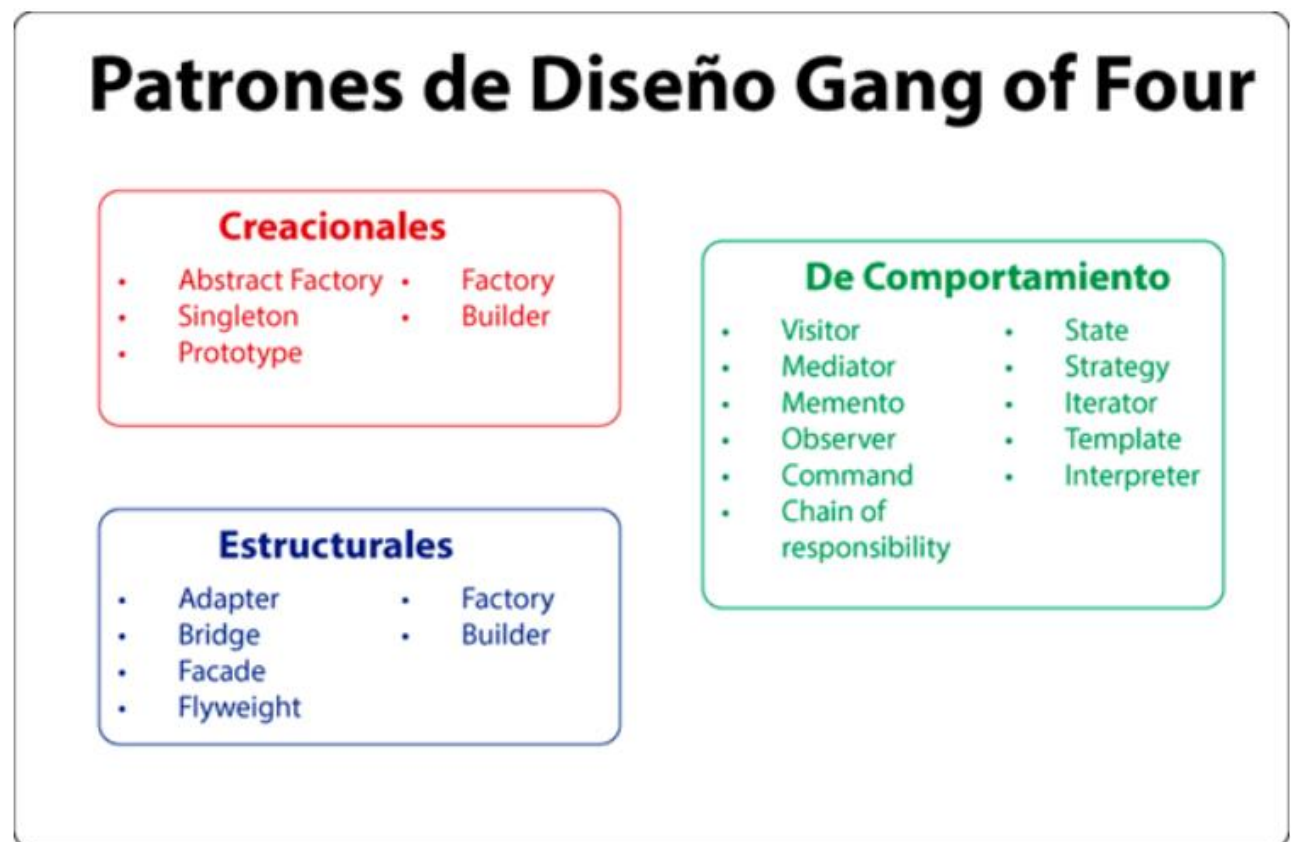 Patrones de Diseño Gang of Four
Creacionales
• Abstract Factory • Factory
• Singleton • Builder
• Prototype
Estructurales
• Adapter • Factory
• Bridge • Builder
• Facade
• Flyweight
De Comportamiento
• Visitor • State
• Mediator • Strategy
• Memento • Iterator
• Observer • Template
• Command • Interpreter
• Chain of
responsibility